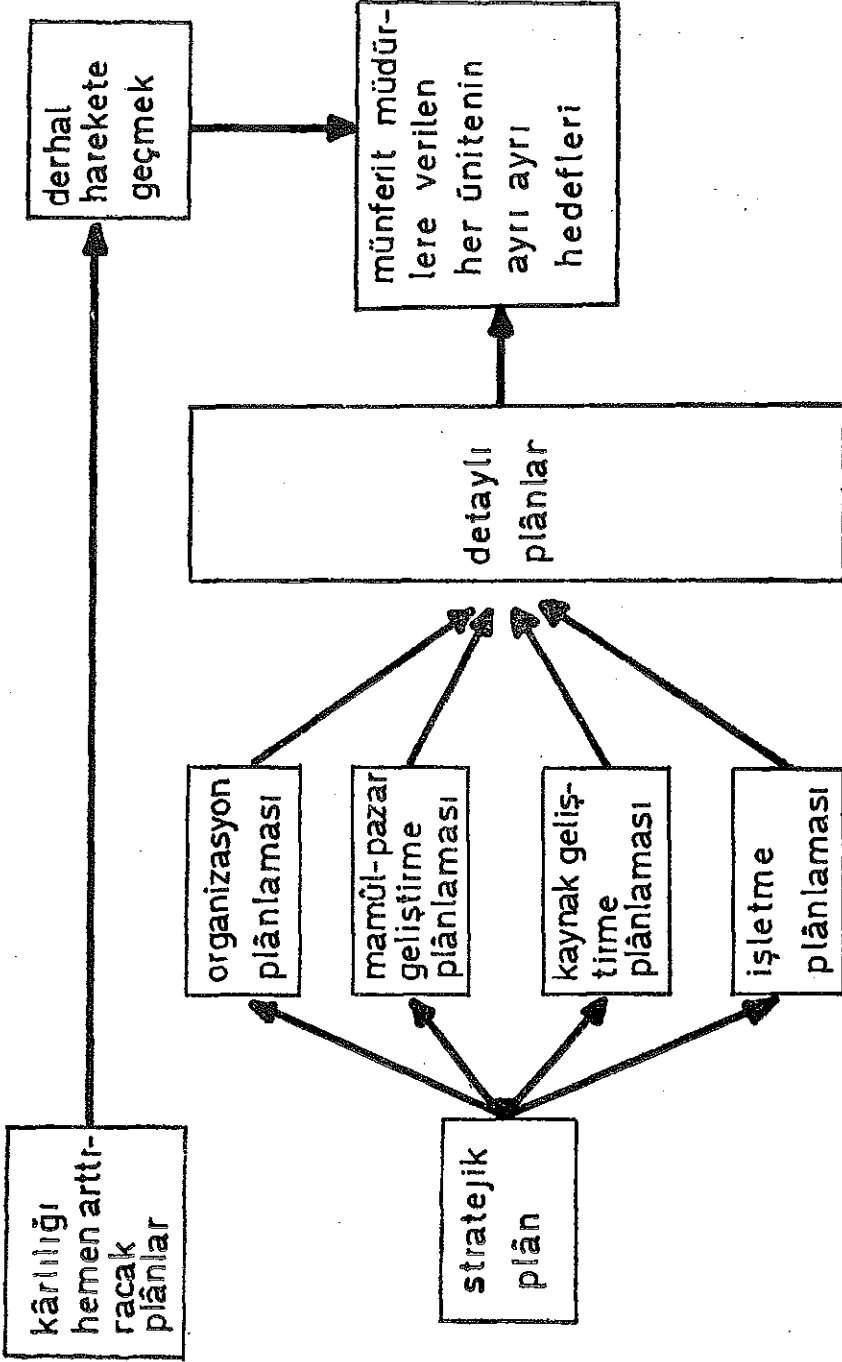 kârlılığı
hemen arttı-
racak
plânlar
derhal
harekete
geçmek
stratejik
plân
organizasyon
plânlaması
mamûl-pazar
geliştirme
plânlaması
kaynak geliş-
tirme
plânlaması
işletme
plânlaması
detaylı
plânlar
münferit müdür-
lere verilen
her ünitenin
ayrı ayrı
hedefleri